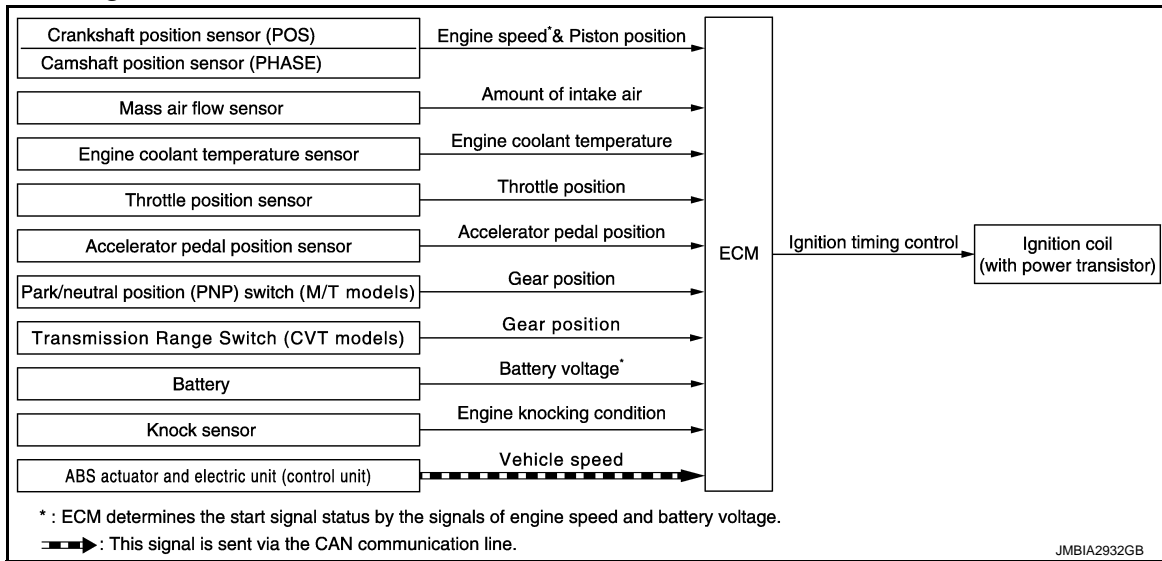 Crankshaft position sensor (POS)
Engine speed* & Piston position
Camshaft position sensor (PHASE)
Mass air flow sensor
Amount of intake air
Engine coolant temperature sensor
Engine coolant temperature
Throttle position sensor
Throttle position
Accelerator pedal position sensor
Accelerator pedal position
ECM
Ignition timing control
Ignition coil
(with power transistor)
Park/neutral position (PNP) switch (M/T models)
Gear position
Transmission Range Switch (CVT models)
Gear position
Battery
Battery voltage*
Knock sensor
Engine knocking condition
ABS actuator and electric unit (control unit)
Vehicle speed
* : ECM determines the start signal status by the signals of engine speed and battery voltage.
: This signal is sent via the CAN communication line.
JMBIA2932GB